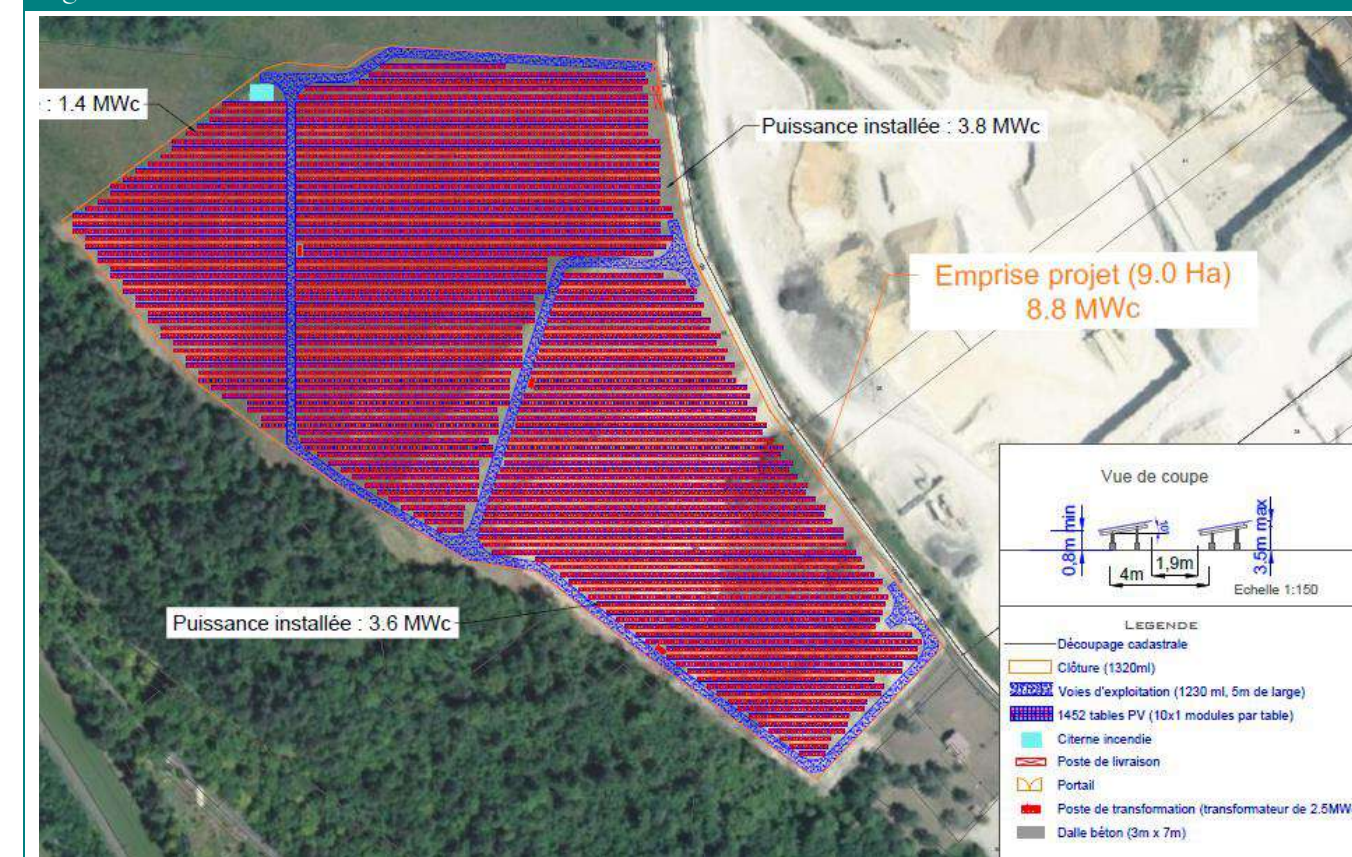 : 1.4 MWc
Puissance installée : 3.8 MWc
Emprise projet (9.0 Ha)
8.8 MWc
Puissance installée : 3.6 MWc
Vue de coupe
0,8m min
4m
1,9m
3,5m max
Echelle 1:150
LEGENDE
Découpage cadastrale
Clôture (1320ml)
Voies d'exploitation (1230 ml, 5m de large)
1452 tables PV (10x1 modules par table)
Citerne incendie
Poste de livraison
Portail
Poste de transformation (transformateur de 2.5MW
Dalle béton (3m x 7m)